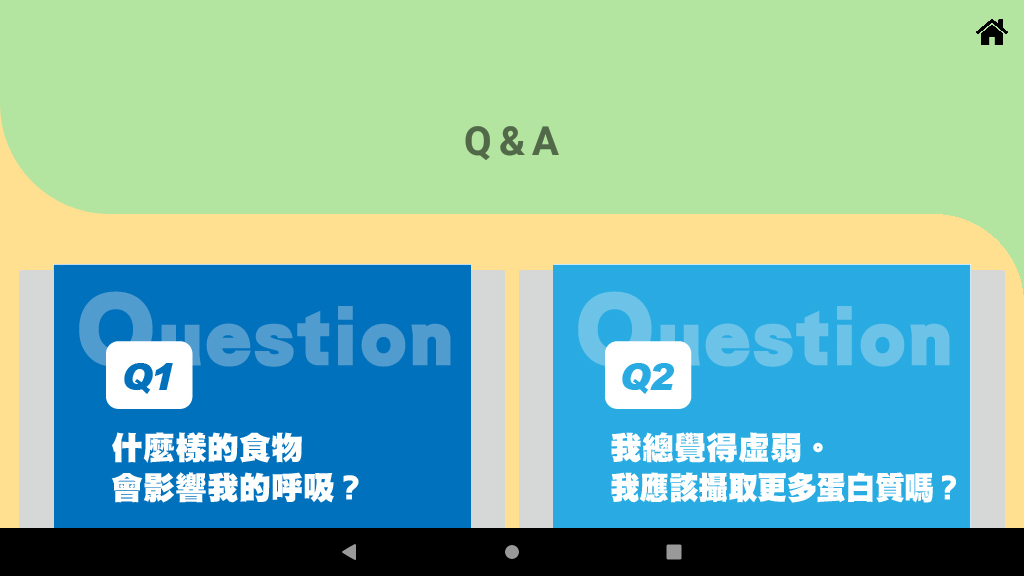 Q&A
Question
Q1
什麼樣的食物
會影響我的呼吸？
Question
Q2
我總覺得虛弱。
我應該攝取更多蛋白質嗎？